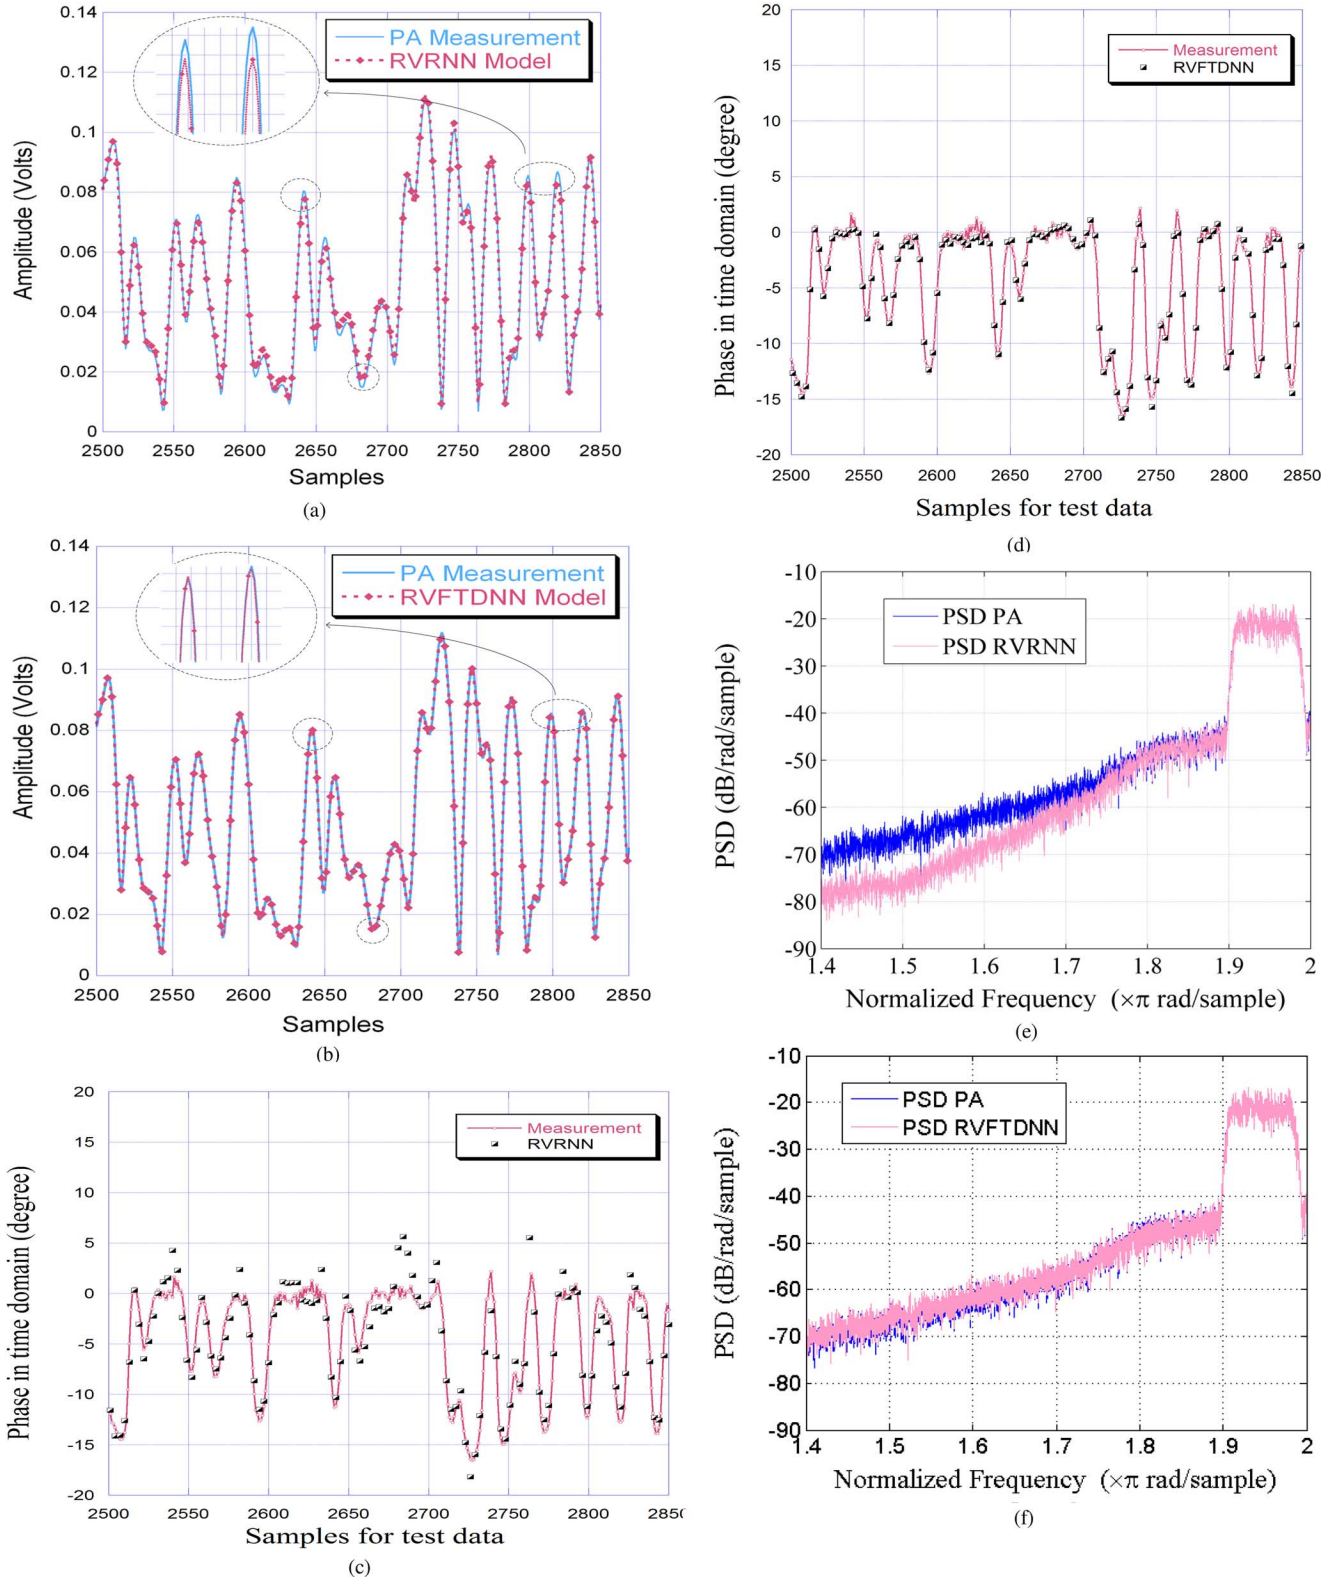 0.14
0.12
0.1
0.08
0.06
0.04
0.02
0
Amplitude (Volts)
PA Measurement
RVRNN Model
2500 2550 2600 2650 2700 2750 2800 2850
Samples
(a)
0.14
0.12
0.1
0.08
0.06
0.04
0.02
0
Amplitude (Volts)
PA Measurement
RVFTDNN Model
2500 2550 2600 2650 2700 2750 2800 2850
Samples
(b)
20
15
10
5
0
-5
-10
-15
-20
Phase in time domain (degree)
Measurement
RVRNN
2500 2550 2600 2650 2700 2750 2800 2850
Samples for test data
(c)
20
15
10
5
0
-5
-10
-15
-20
Phase in time domain (degree)
Measurement
RVFTDNN
2500 2550 2600 2650 2700 2750 2800 2850
Samples for test data
(d)
-10
-20
-30
-40
-50
-60
-70
-80
-90
PSD (dB/rad/sample)
PSD PA
PSD RVRNN
1.4 1.5 1.6 1.7 1.8 1.9 2
Normalized Frequency (×π rad/sample)
(e)
-10
-20
-30
-40
-50
-60
-70
-80
-90
PSD (dB/rad/sample)
PSD PA
PSD RVFTDNN
1.4 1.5 1.6 1.7 1.8 1.9 2
Normalized Frequency (×π rad/sample)
(f)